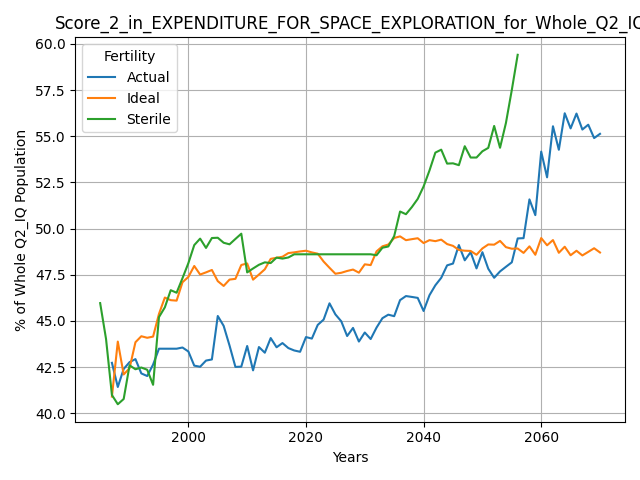 Score_2_in_EXPENDITURE_FOR_SPACE_EXPLORATION_for_Whole_Q2_IQ
60.0
57.5
55.0
52.5
50.0
47.5
45.0
42.5
40.0
% of Whole Q2_IQ Population
Fertility
Actual
Ideal
Sterile
2000 2020 2040 2060
Years